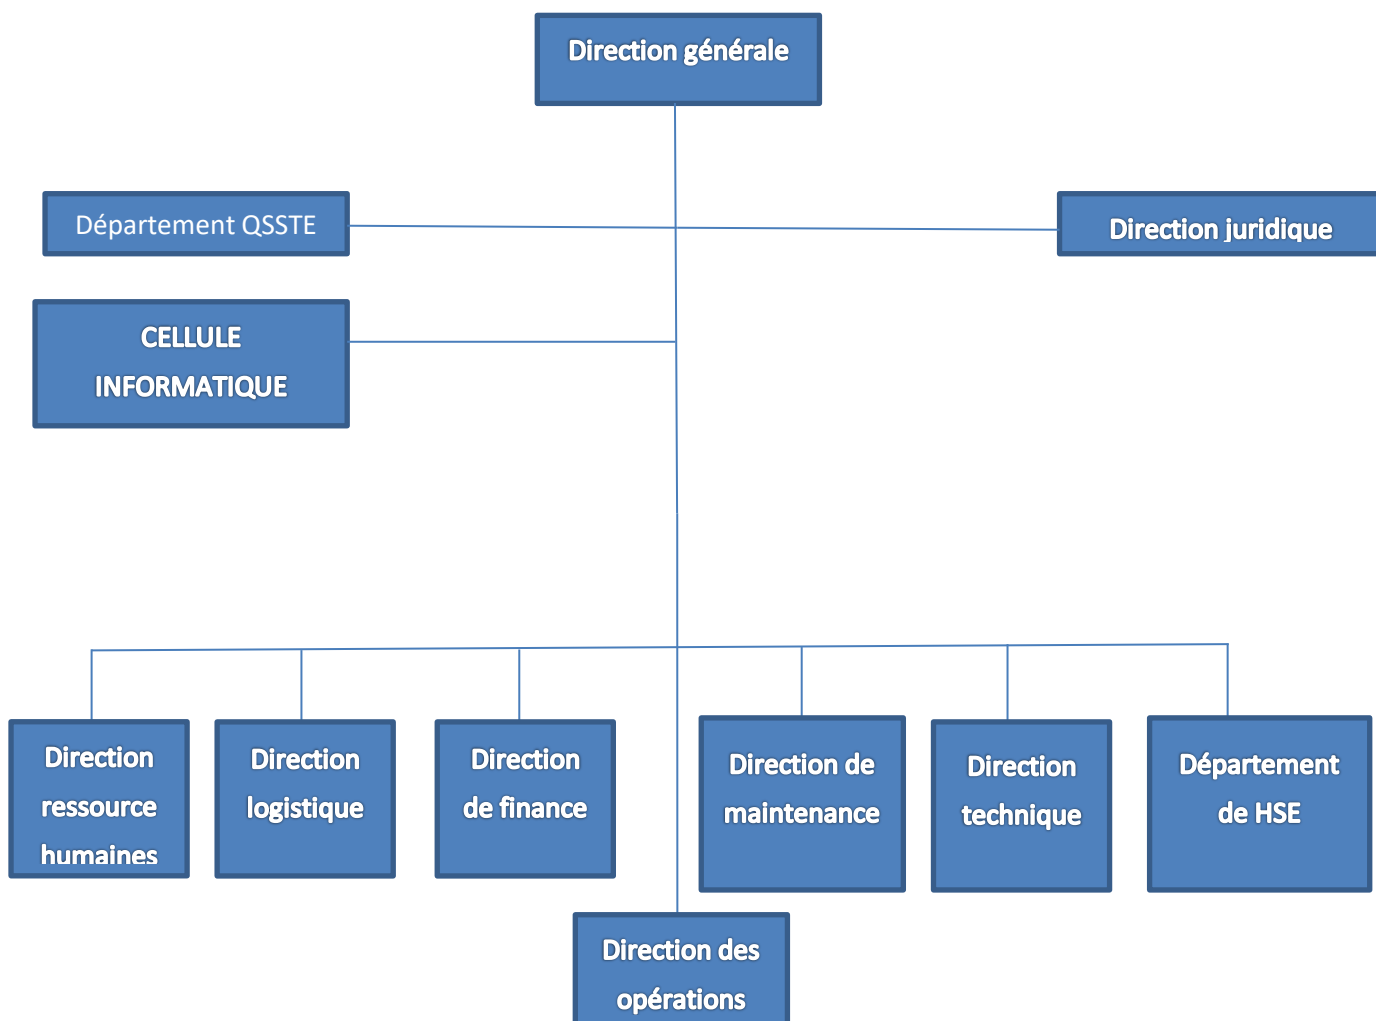 Direction générale
Département QSSTE
Direction juridique
CELLULE
INFORMATIQUE
Direction
ressource
humaines
Direction
logistique
Direction
de finance
Direction de
maintenance
Direction
technique
Département
de HSE
Direction des
opérations